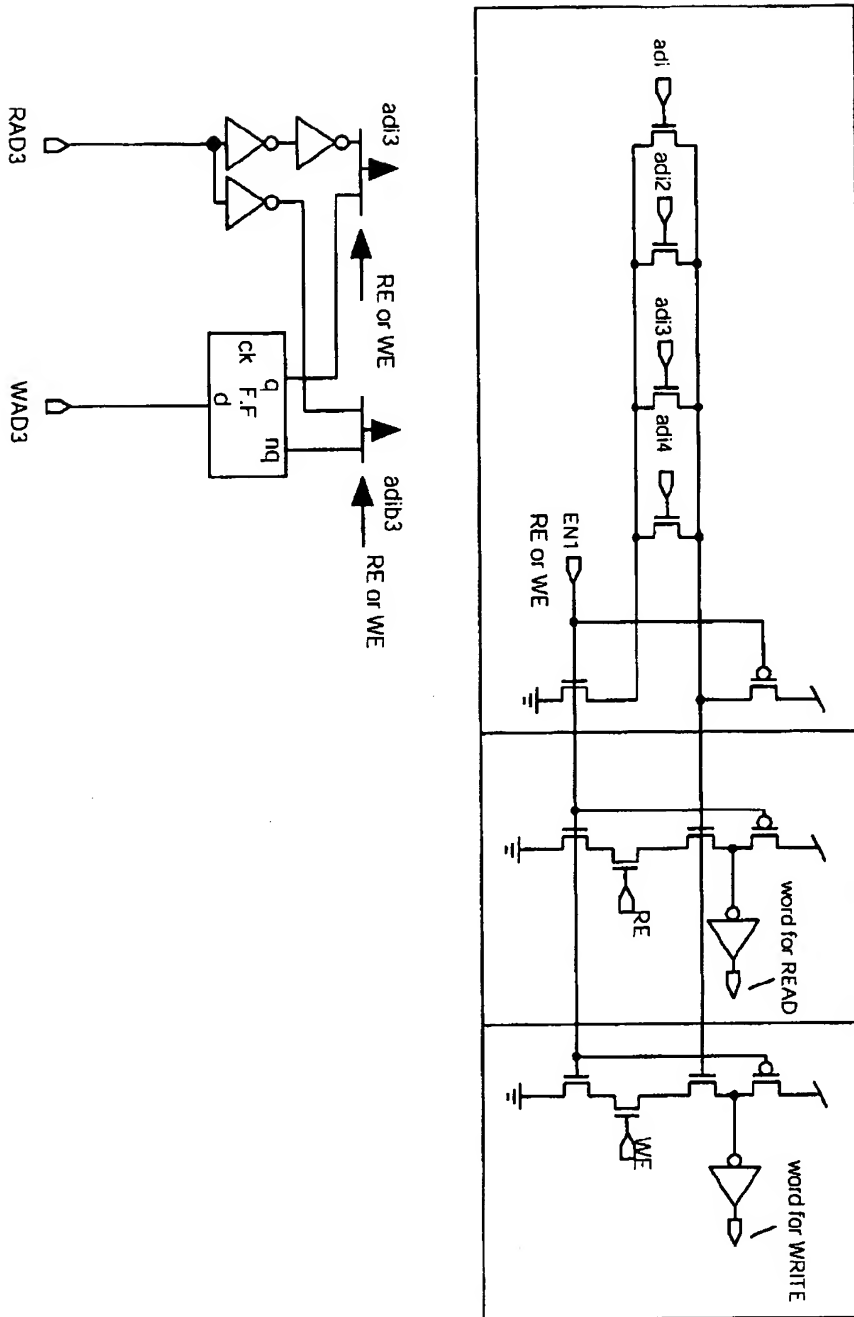 adi
adi2
adi3
adi4
EN1
RE or WE
RE
word for READ
WE
word for WRITE
adi3
RE or WE
adib3
RE or WE
ck
q
F.F
d
nq
RAD3
WAD3